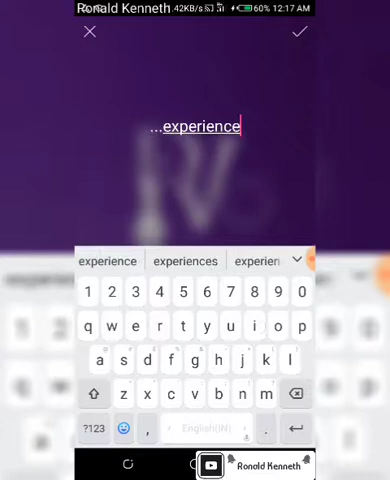 Ronald Kenneth .42KB/s 60% 12:17 AM
...experience
experience experiences experien
1 2 3 4 5 6 7 8 9 0
q w e r t y u i o p
a s d f g h j k l
z x c v b n m
?123 , English(IN) .
Ronald Kenneth